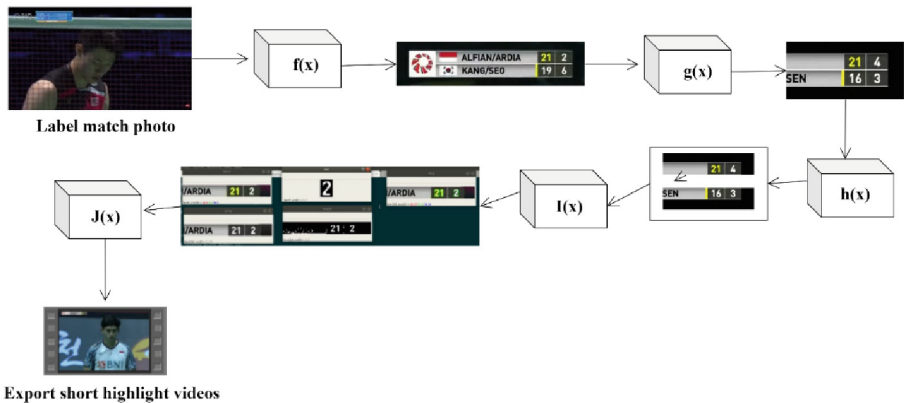 f(x)
ALFIAN/ARDIA 21 2
KANG/SEO 19 6
g(x)
21 4
SEN 16 3
Label match photo
h(x)
21 4
SEN 16 3
I(x)
/ARDIA 21 2
2
/ARDIA 21 2
/ARDIA 21 2
21 2
J(x)
BNI
Export short highlight videos